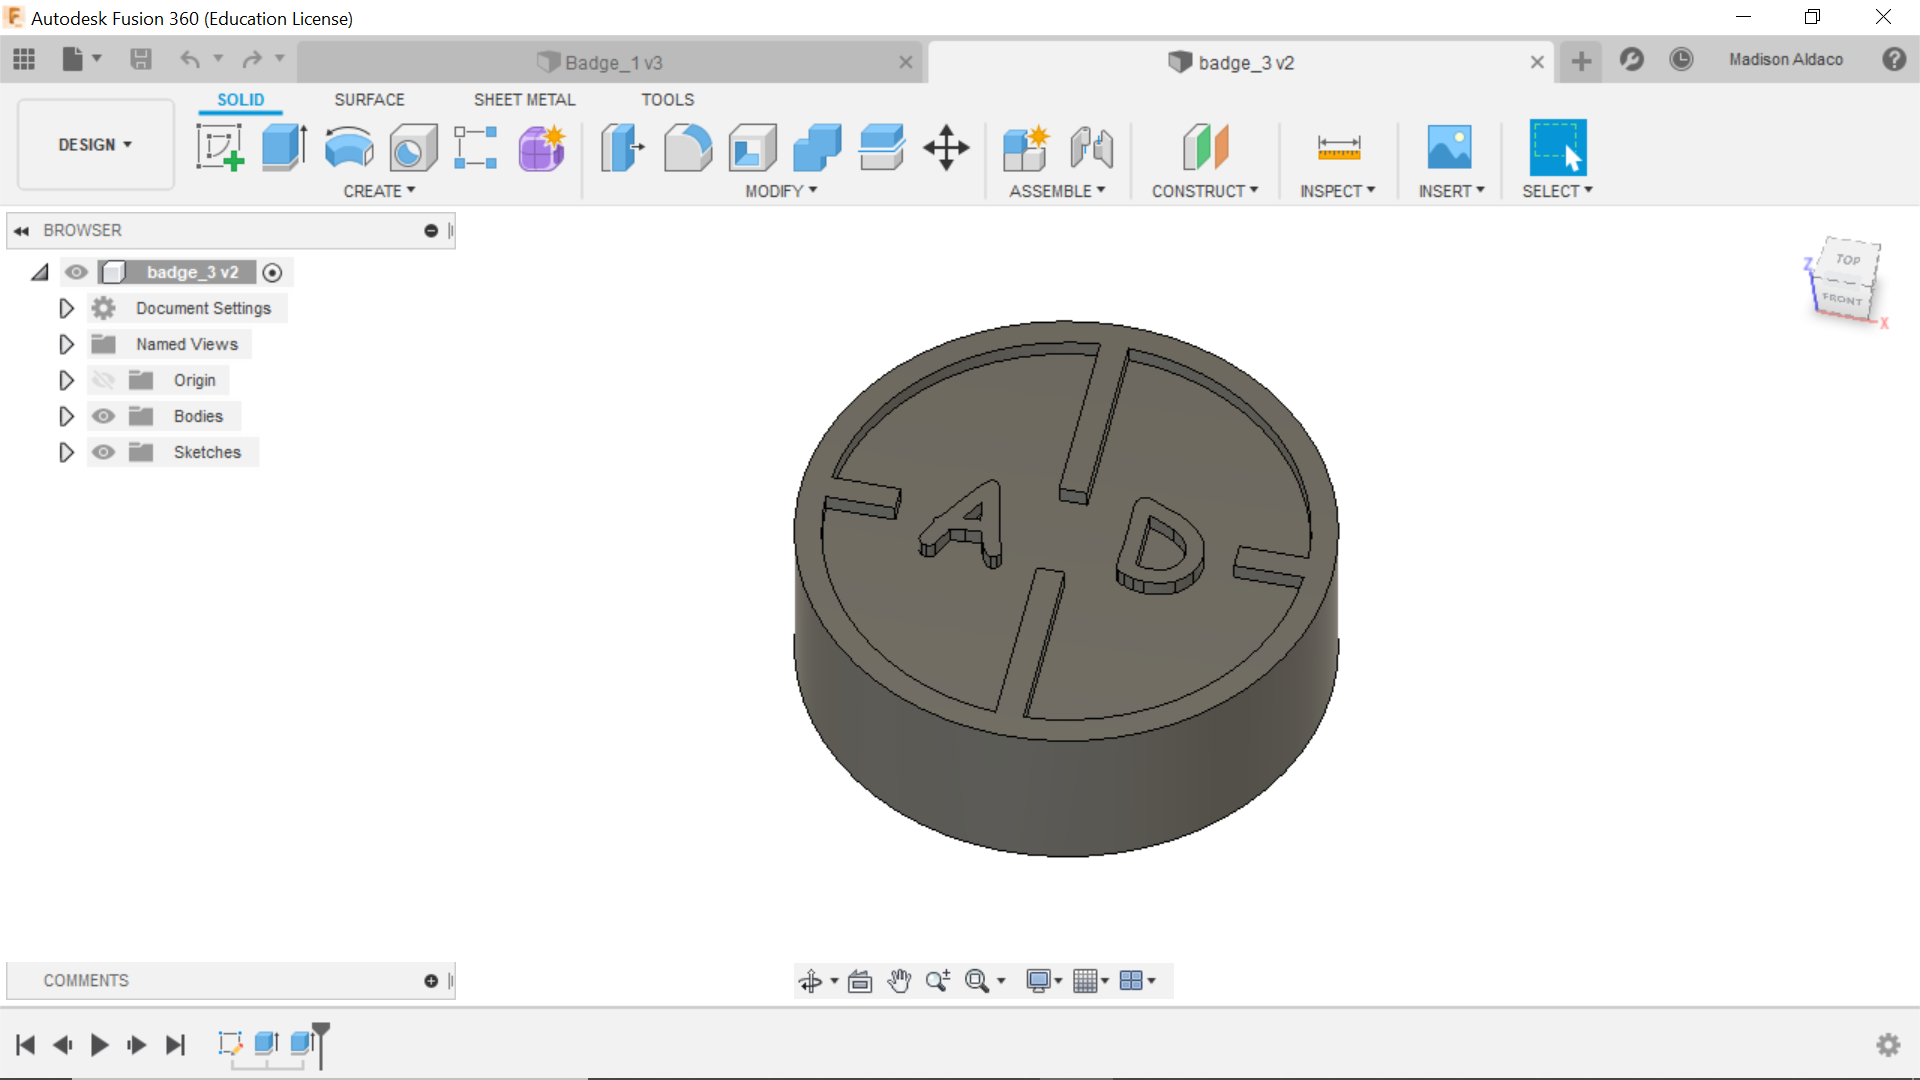 Autodesk Fusion 360 (Education License)
Badge_1 v3
badge_3 v2
Madison Aldaco
SOLID SURFACE SHEET METAL TOOLS
DESIGN
CREATE MODIFY ASSEMBLE CONSTRUCT INSPECT INSERT SELECT
BROWSER
badge_3 v2
Document Settings
Named Views
Origin
Bodies
Sketches
TOP
Z
FRONT
X
A D
COMMENTS